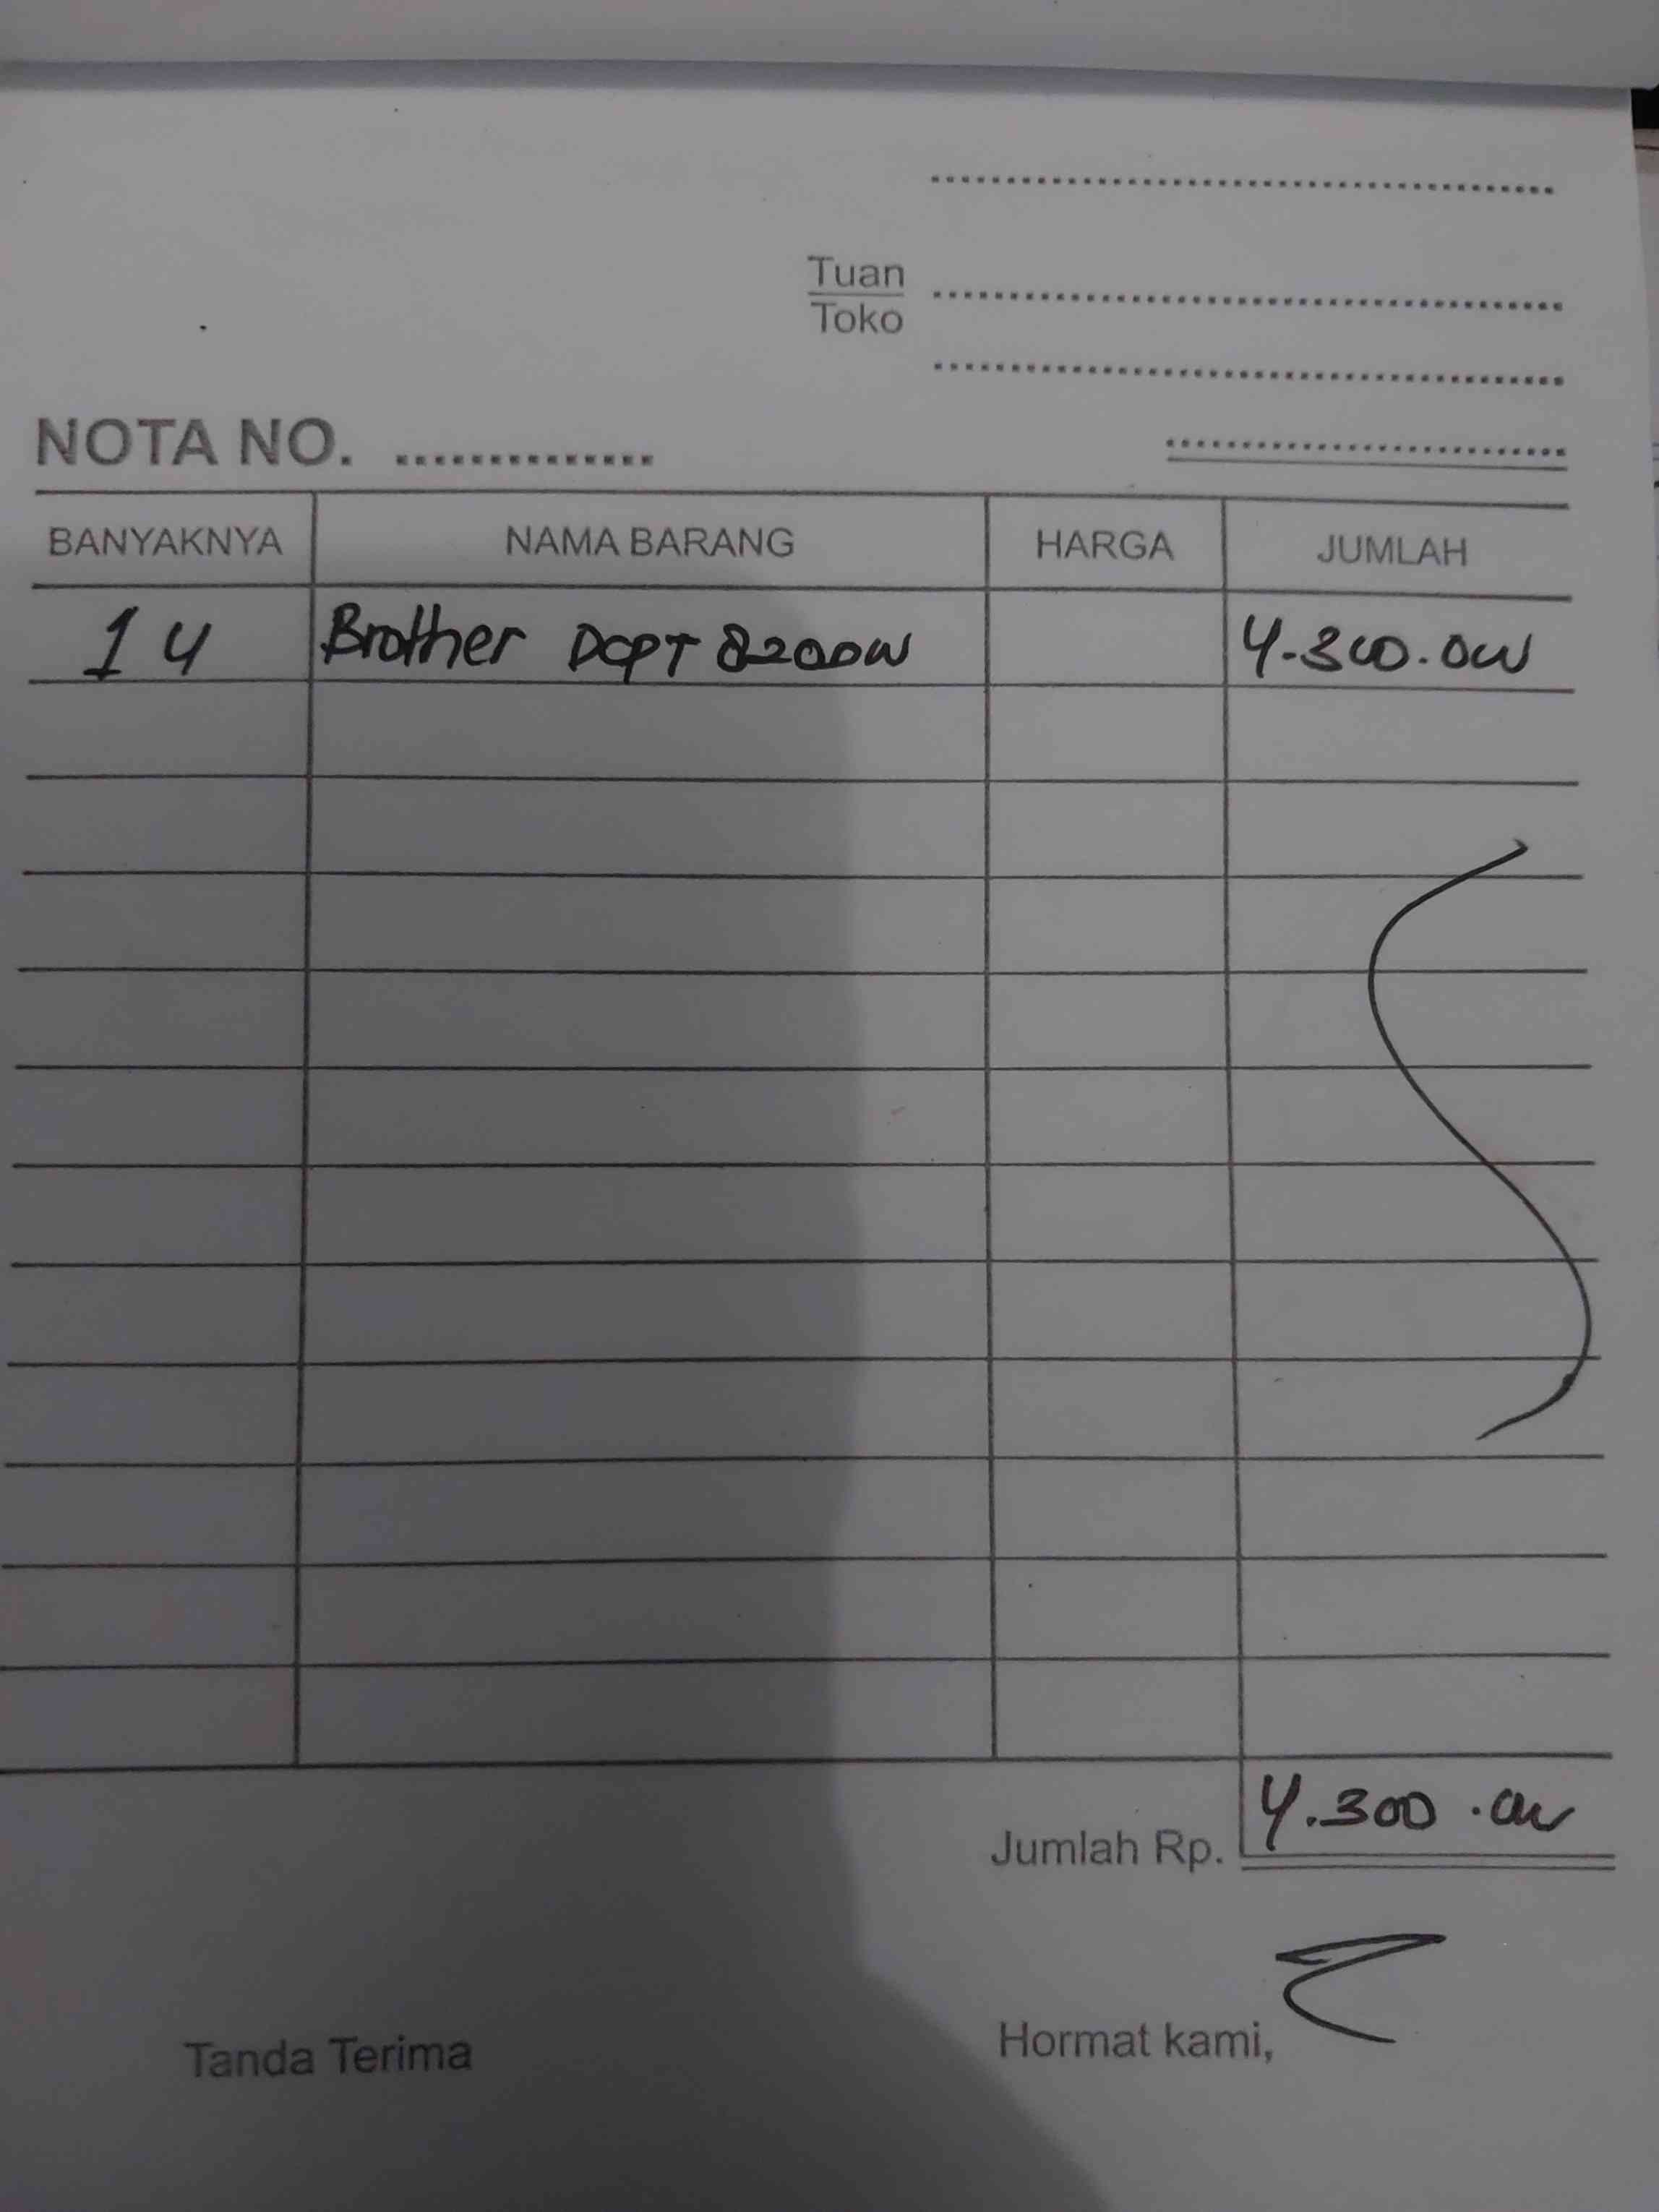 Tuan
Toko
NOTA NO. ...............
BANYAKNYA NAMA BARANG HARGA JUMLAH
1 4 Brother DCPT 8200W 4.300.000
Jumlah Rp. 4.300.000
Tanda Terima Hormat kami,